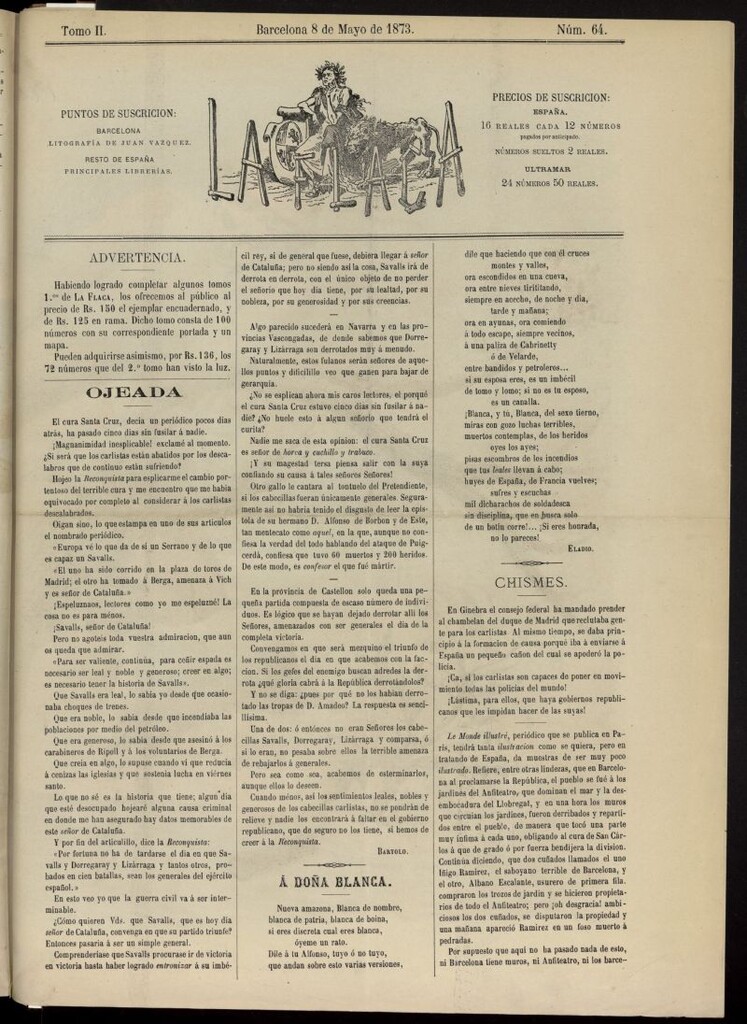 Tomo II.
Barcelona 8 de Mayo de 1873.
Núm. 64.
PUNTOS DE SUSCRICION:
BARCELONA
LITOGRAFÍA DE JUAN VAZQUEZ.
RESTO DE ESPAÑA
PRINCIPALES LIBRERÍAS.
LA FLACA
PRECIOS DE SUSCRICION:
ESPAÑA.
16 REALES CADA 12 NÚMEROS
pagados por anticipado.
NÚMEROS SUELTOS 2 REALES.
ULTRAMAR
24 NÚMEROS 50 REALES.
ADVERTENCIA.
Habiendo logrado completar algunos tomos
1.os de LA FLACA, los ofrecemos al público al
precio de Rs. 150 el ejemplar encuadernado, y
de Rs. 125 en rama. Dicho tomo consta de 100
números con su correspondiente portada y un
mapa.
Pueden adquirirse asimismo, por Rs. 136, los
72 números que del 2.º tomo han visto la luz.
OJEADA
El cura Santa Cruz, decia un periódico pocos dias
atrás, ha pasado cinco dias sin fusilar á nadie.
¡Magnanimidad inesplicable! exclamé al momento.
¿Si será que los carlistas están abatidos por los desca-
labros que de continuo están sufriendo?
Hojeo la Reconquista para esplicarme el cambio por-
tentoso del terrible cura y me encuentro que me habia
equivocado por completo al considerar á los carlistas
descalabrados.
Oigan sino, lo que estampa en uno de sus artículos
el nombrado periódico.
«Europa vé lo que da de si un Serrano y de lo que
es capaz un Savalls.
«El uno ha sido corrido en la plaza de toros de
Madrid; el otro ha tomado á Berga, amenaza á Vich
y es señor de Cataluña.»
¡Espeluznaos, lectores como yo me espeluzné! La
cosa no es para ménos.
¡Savalls, señor de Cataluña!
Pero no agoteis toda vuestra admiracion, que aun
os queda que admirar.
«Para ser valiente, continúa, para ceñir espada es
necesario ser leal y noble y generoso; creer en algo;
es necesario tener la historia de Savalls».
Que Savalls era leal, lo sabia yo desde que ocasio-
naba choques de trenes.
Que era noble, lo sabia desde que incendiaba las
poblaciones por medio del petróleo.
Que era generoso, lo sabia desde que asesinó á los
carabineros de Ripoll y á los voluntarios de Berga.
Que creia en algo, lo supuse cuando ví que reducia
á cenizas las iglesias y que sostenia lucha en viérnes
santo.
Lo que no sé es la historia que tiene; algun dia
que esté desocupado hojearé alguna causa criminal
en donde me han asegurado hay datos memorables de
este señor de Cataluña.
Y por fin del articulillo, dice la Reconquista:
«Por fortuna no ha de tardarse el dia en que Sa-
valls y Dorregaray y Lizárraga y tantos otros, pro-
bados en cien batallas, sean los generales del ejército
español.»
En esto veo yo que la guerra civil va á ser inter-
minable.
¿Cómo quieren Vds. que Savalls, que es hoy dia
señor de Cataluña, convenga en que su partido triunfe?
Entonces pasaria á ser un simple general.
Comprenderiase que Savalls procurase ir de victoria
en victoria hasta haber logrado entronizar á su imbé-
cil rey, si de general que fuese, debiera llegar á señor
de Cataluña; pero no siendo así la cosa, Savalls irá de
derrota en derrota, con el único objeto de no perder
el señorio que hoy dia tiene, por su lealtad, por su
nobleza, por su generosidad y por sus creencias.
Algo parecido sucederá en Navarra y en las pro-
vincias Vascongadas, de donde sabemos que Dorre-
garay y Lizárraga son derrotados muy á menudo.
Naturalmente, estos fulanos serán señores de aque-
llos puntos y dificilillo veo que ganen para bajar de
gerarquia.
¿No se esplican ahora mis caros lectores, el porqué
el cura Santa Cruz estuvo cinco dias sin fusilar á na-
die? ¿No huele esto á algun señorio que tendrá el
curita?
Nadie me saca de esta opinion: el cura Santa Cruz
es señor de horca y cuchillo y trabuco.
¡Y su magestad tersa piensa salir con la suya
confiando su causa á tales señores Señores!
Otro gallo le cantaria al tontuelo del Pretendiente,
si los cabecillas fueran únicamente generales. Segura-
mente así no habria tenido el disgusto de leer la epís-
tola de su hermano D. Alfonso de Borbon y de Este,
tan mentecato como aquel, en la que, aunque no con-
fiesa la verdad del todo hablando del ataque de Puig-
cerdá, confiesa que tuvo 60 muertos y 200 heridos.
De este modo, es confesor el que fué mártir.
En la provincia de Castellon solo queda una pe-
queña partida compuesta de escaso número de indivi-
duos. Es lógico que se hayan dejado derrotar allí los
Señores, amenazados con ser generales el dia de la
completa victoria.
Convengamos en que será mezquino el triunfo de
los republicanos el dia en que acabemos con la fac-
cion. Si los gefes del enemigo buscan adrede la derro-
ta ¿qué gloria cabrá á la República derrotándolos?
Y no se diga: ¿pues por qué no los habian derro-
tado las tropas de D. Amadeo? La respuesta es senci-
llísima.
Una de dos: ó entonces no eran Señores los cabe-
cillas Savalls, Dorregaray, Lizárraga y comparsa, ó
si lo eran, no pesaba sobre ellos la terrible amenaza
de rebajarlos á generales.
Pero sea como sea, acabemos de esterminarlos,
aunque ellos lo deseen.
Cuando ménos, así los sentimientos leales, nobles y
generosos de los cabecillas carlistas, no se pondrán de
relieve y nadie los encontrará á faltar en el gobierno
republicano, que de seguro no los tiene, si hemos de
creer á la Reconquista.
BARTOLO.
Á DOÑA BLANCA.
Nueva amazona, Blanca de nombre,
blanca de patria, blanca de boina,
si eres discreta cual eres blanca,
óyeme un rato.
Dile á tu Alfonso, tuyo ó no tuyo,
que andan sobre esto varias versiones,
dile que haciendo que con él cruces
montes y valles,
ora escondidos en una cueva,
ora entre nieves tiritítando,
siempre en acecho, de noche y dia,
tarde y mañana;
ora en ayunas, ora comiendo
á todo escape, siempre vecinos,
á una paliza de Cabrinetty
ó de Velarde,
entre bandidos y petroleros...
si su esposa eres, es un imbécil
de tomo y lomo; si no es tu esposo,
es un canalla.
¡Blanca, y tú, Blanca, del sexo tierno,
miras con gozo luchas terribles,
muertos contemplas, de los heridos
oyes los ayes;
pisas escombros de los incendios
que tus leales llevan á cabo;
huyes de España, de Francia vuelves;
sufres y escuchas
mil dicharachos de soldadesca
sin disciplina, que en busca solo
de un botin corre!... ¡Si eres honrada,
no lo pareces!
ELADIO.
CHISMES.
En Ginebra el consejo federal ha mandado prender
al chambelan del duque de Madrid que reclutaba gen-
te para los carlistas Al mismo tiempo, se daba prin-
cipio á la formacion de causa porqué iba á enviarse á
España un pequeño cañon del cual se apoderó la po-
licia.
¡Ca, si los carlistas son capaces de poner en movi-
miento todas las policias del mundo!
¡Lástima, para ellos, que haya gobiernos republi-
canos que les impidan hacer de las suyas!
Le Monde illustré, periódico que se publica en Pa-
rís, tendrá tanta ilustracion como se quiera, pero en
tratando de España, da muestras de ser muy poco
ilustrado. Refiere, entre otras linderas, que en Barcelo-
na al proclamarse la República, el pueblo se fué a los
jardines del Anfiteatro, que dominan el mar y la des-
embocadura del Llobregat, y en una hora los muros
que circuian los jardines, fueron derribados y reparti-
dos entre el pueblo, de manera que tocó una parte
muy ínfima á cada uno, obligando al cura de San Cár-
los á que de grado ó por fuerza bendijera la division.
Continúa diciendo, que dos cuñados llamados el uno
Iñigo Ramirez, el saboyano terrible de Barcelona, y
el otro, Albano Escalante, usurero de primera fila,
compraron los trozos de jardin y se hicieron propieta-
rios de todo el Anfiteatro; pero ¡oh desgracia! ambi-
ciosos los dos cuñados, se disputaron la propiedad y
una mañana apareció Ramirez en un foso muerto á
pedradas.
Por supuesto que aquí no ha pasado nada de esto,
ni Barcelona tiene muros, ni Anfiteatro, ni los barce-